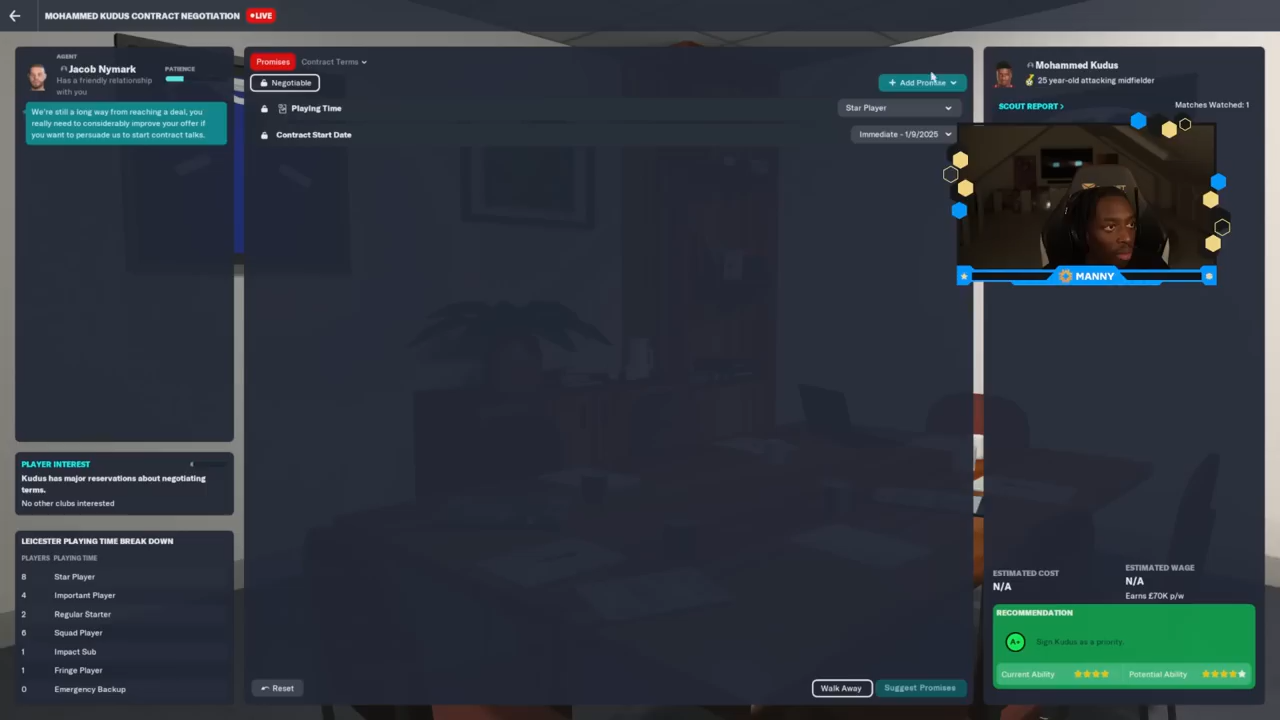 MOHAMMED KUDUS CONTRACT NEGOTIATION
LIVE
AGENT
Jacob Nymark
Has a friendly relationship
with you
PATIENCE
We're still a long way from reaching a deal, you
really need to considerably improve your offer if
you want to persuade us to start contract talks.
PLAYER INTEREST
Kudus has major reservations about negotiating
terms.
No other clubs interested
LEICESTER PLAYING TIME BREAK DOWN
PLAYERS PLAYING TIME
8 Star Player
4 Important Player
2 Regular Starter
6 Squad Player
1 Impact Sub
1 Fringe Player
0 Emergency Backup
Promises Contract Terms
Negotiable
+ Add Promise
Playing Time Star Player
Contract Start Date Immediate - 1/9/2025
Reset
Walk Away
Suggest Promises
Mohammed Kudus
25 year-old attacking midfielder
SCOUT REPORT >
Matches Watched: 1
MANNY
ESTIMATED COST
N/A
ESTIMATED WAGE
N/A
Earns £70K p/w
RECOMMENDATION
A+ Sign Kudus as a priority.
Current Ability
Potential Ability